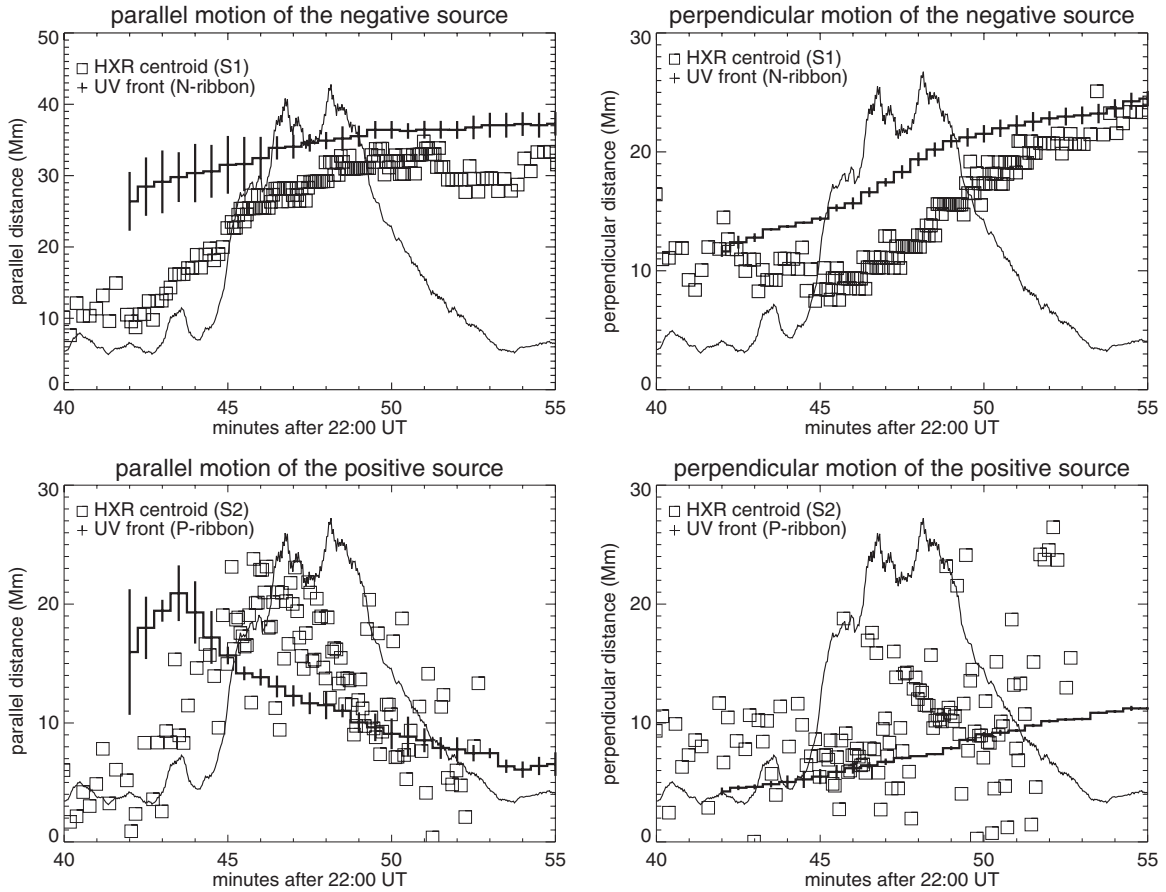 parallel motion of the negative source
HXR centroid (S1)
UV front (N-ribbon)
parallel distance (Mm)
50
40
30
20
10
0
40
45
50
55
minutes after 22:00 UT
perpendicular motion of the negative source
HXR centroid (S1)
UV front (N-ribbon)
perpendicular distance (Mm)
30
20
10
0
40
45
50
55
minutes after 22:00 UT
parallel motion of the positive source
HXR centroid (S2)
UV front (P-ribbon)
parallel distance (Mm)
30
20
10
0
40
45
50
55
minutes after 22:00 UT
perpendicular motion of the positive source
HXR centroid (S2)
UV front (P-ribbon)
perpendicular distance (Mm)
30
20
10
0
40
45
50
55
minutes after 22:00 UT